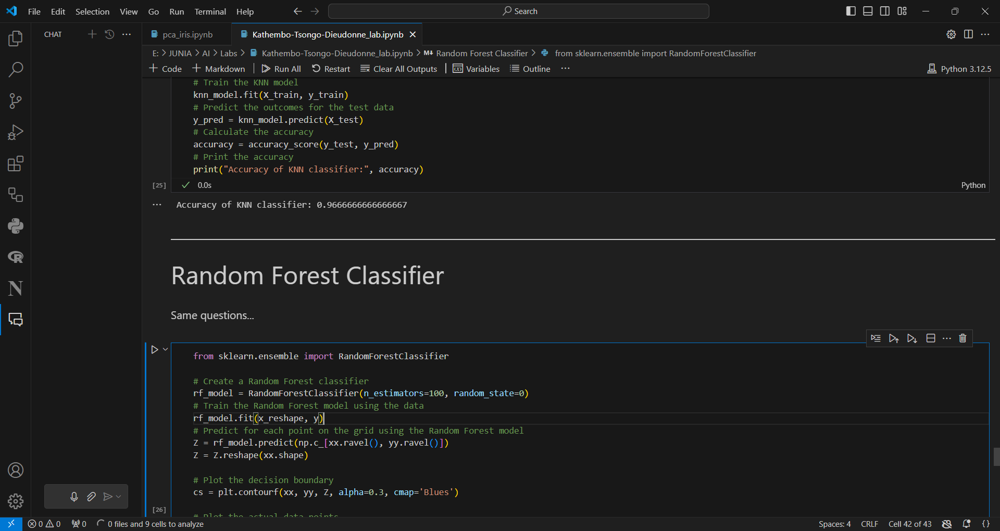 File Edit Selection View Go Run Terminal Help
Search
CHAT
pca_iris.ipynb
Kathembo-Tsongo-Dieudonne_lab.ipynb
E: > JUNIA > AI > Labs > Kathembo-Tsongo-Dieudonne_lab.ipynb > M↓ Random Forest Classifier > from sklearn.ensemble import RandomForestClassifier
+ Code + Markdown | Run All Restart Clear All Outputs | Variables Outline ...
Python 3.12.5
# Train the KNN model
knn_model.fit(X_train, y_train)
# Predict the outcomes for the test data
y_pred = knn_model.predict(X_test)
# Calculate the accuracy
accuracy = accuracy_score(y_test, y_pred)
# Print the accuracy
print("Accuracy of KNN classifier:", accuracy)
[25] 0.0s Python
Accuracy of KNN classifier: 0.9666666666666667
Random Forest Classifier
Same questions...
from sklearn.ensemble import RandomForestClassifier
# Create a Random Forest classifier
rf_model = RandomForestClassifier(n_estimators=100, random_state=0)
# Train the Random Forest model using the data
rf_model.fit(x_reshape, y)
# Predict for each point on the grid using the Random Forest model
Z = rf_model.predict(np.c_[xx.ravel(), yy.ravel()])
Z = Z.reshape(xx.shape)
# Plot the decision boundary
cs = plt.contourf(xx, yy, Z, alpha=0.3, cmap='Blues')
[26]
# Plot the actual data points
0 0 0 0 files and 9 cells to analyze
Spaces: 4 CRLF Cell 42 of 43 {}